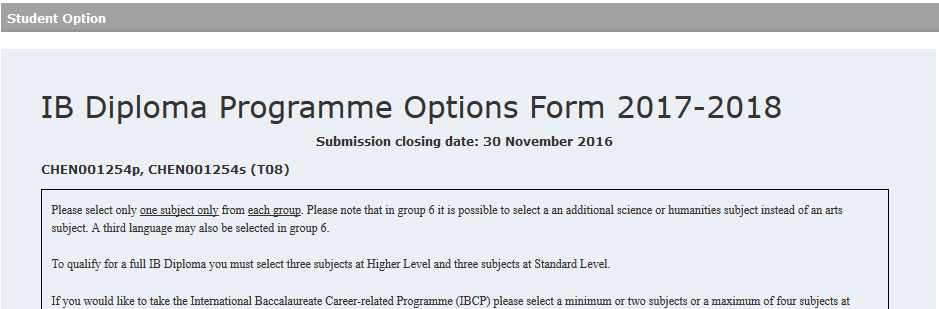 Student Option
IB Diploma Programme Options Form 2017-2018
Submission closing date: 30 November 2016
CHEN001254p, CHEN001254s (T08)
Please select only one subject only from each group. Please note that in group 6 it is possible to select a an additional science or humanities subject instead of an arts
subject. A third language may also be selected in group 6.
To qualify for a full IB Diploma you must select three subjects at Higher Level and three subjects at Standard Level.
If you would like to take the International Baccalaureate Career-related Programme (IBCP) please select a minimum or two subjects or a maximum of four subjects at